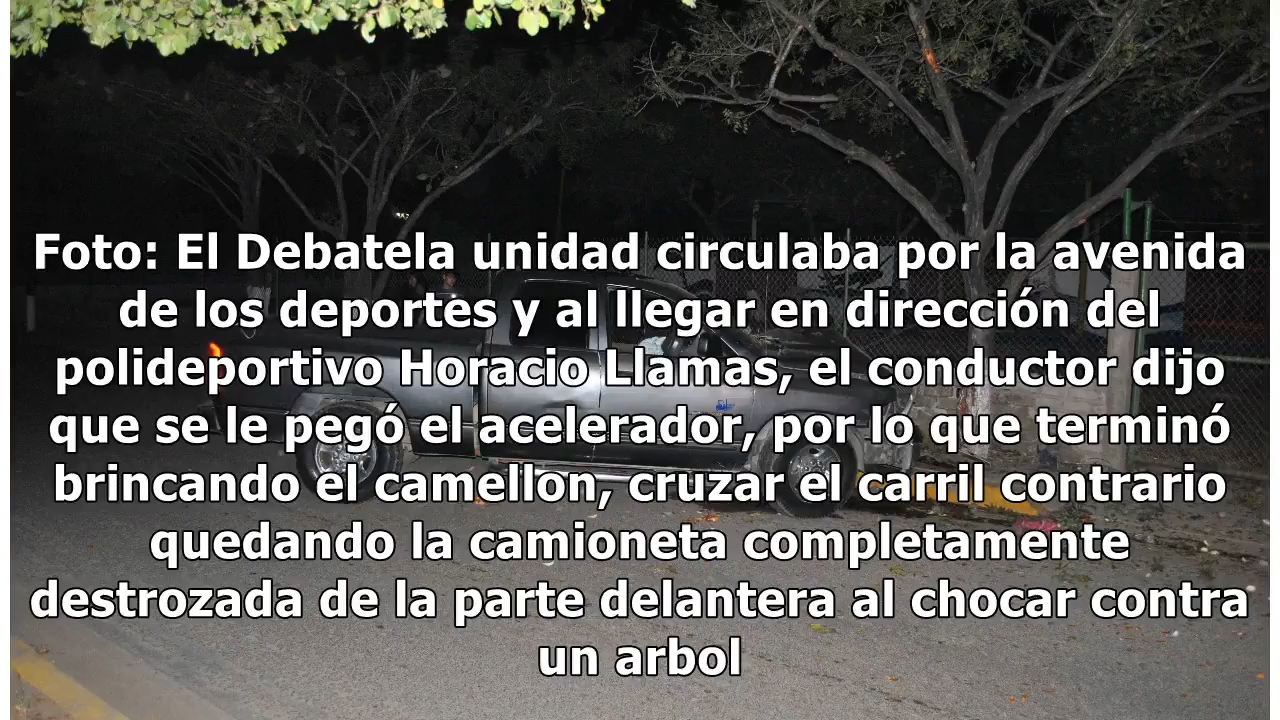 Foto: El Debatela unidad circulaba por la avenida
de los deportes y al llegar en dirección del
polideportivo Horacio Llamas, el conductor dijo
que se le pegó el acelerador, por lo que terminó
brincando el camellon, cruzar el carril contrario
quedando la camioneta completamente
destrozada de la parte delantera al chocar contra
un arbol